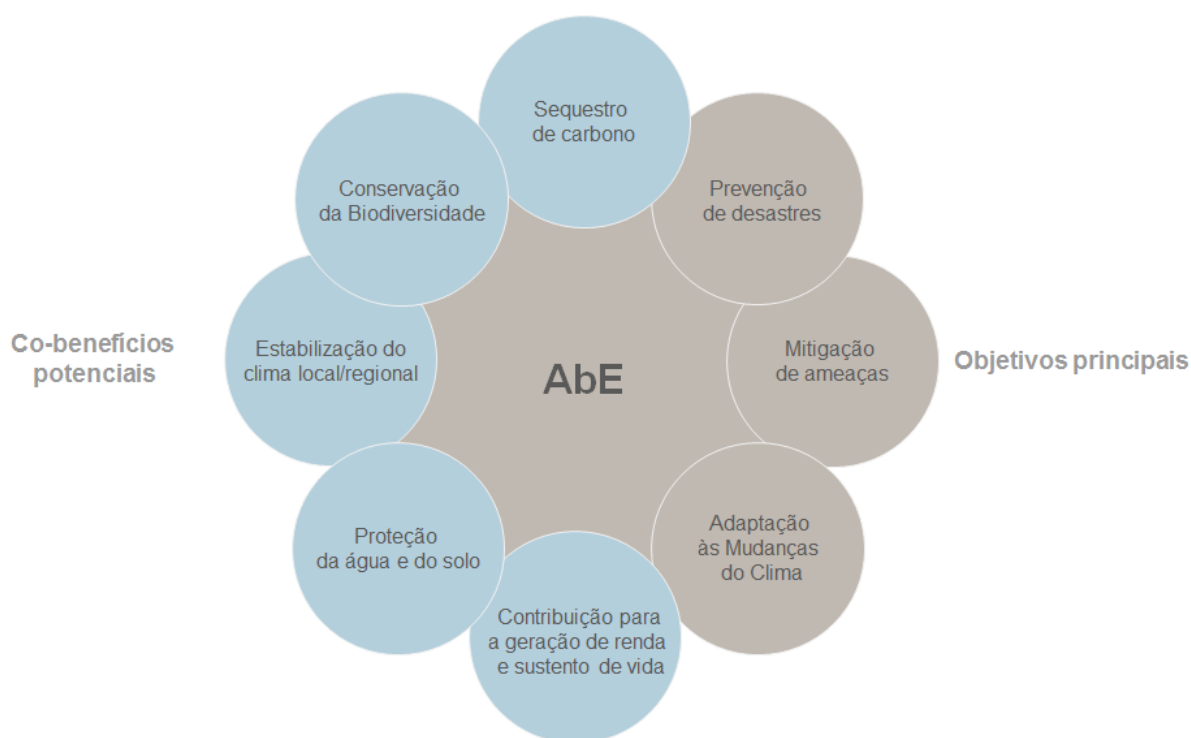 Sequestro
de carbono
Prevenção
de desastres
Mitigação
de ameaças
Objetivos principais
Adaptação
às Mudanças
do Clima
Contribuição para
a geração de renda
e sustento de vida
Proteção
da água e do solo
Estabilização do
clima local/regional
Co-benefícios
potenciais
Conservação
da Biodiversidade
AbE